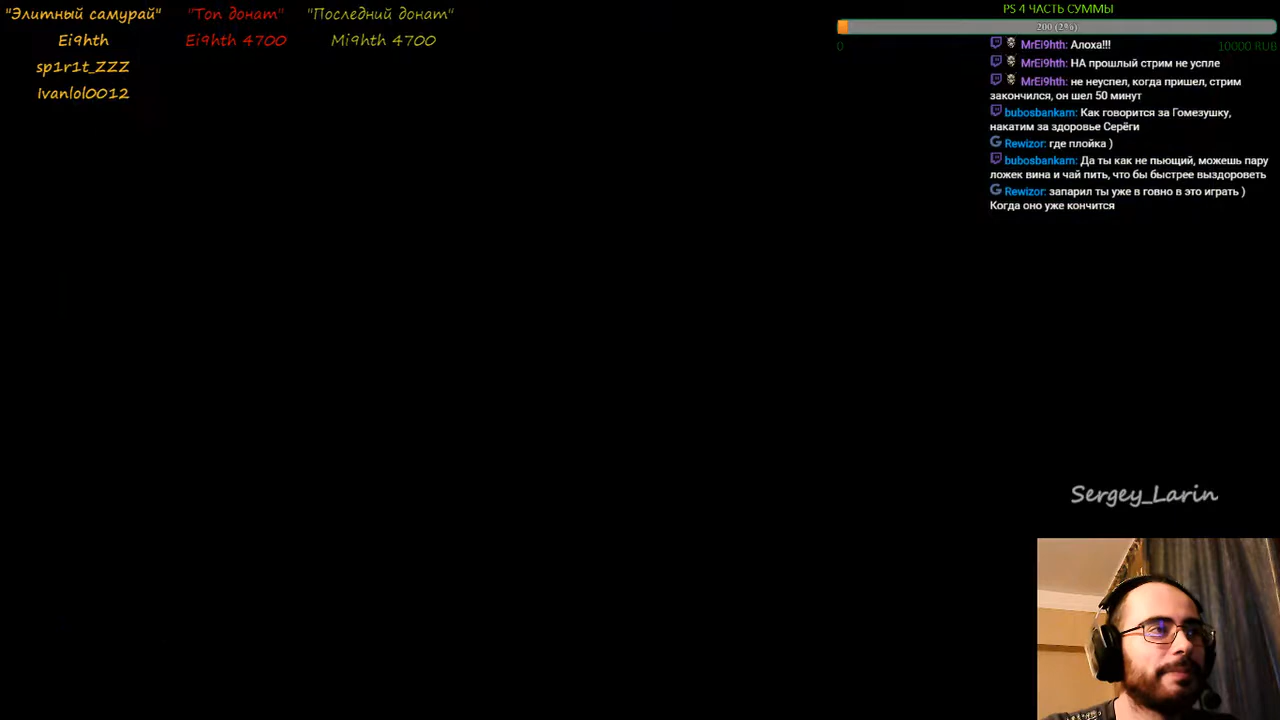 "Элитный самурай"
Ei9hth
sp1r1t_ZZZ
ivanlol0012
"Топ донат"
Ei9hth 4700
"Последний донат"
Mi9hth 4700
PS 4 ЧАСТЬ СУММЫ
200 (2%)
0
10000 RUB
MrEi9hth: Алоха!!!
MrEi9hth: НА прошлый стрим не успле
MrEi9hth: не неуспел, когда пришел, стрим
закончился, он шел 50 минут
bubosbankarn: Как говорится за Гомезушку,
накатим за здоровье Серёги
Rewizor: где плойка )
bubosbankarn: Да ты как не пьющий, можешь пару
ложек вина и чай пить, что бы быстрее выздороветь
Rewizor: запарил ты уже в говно в это играть )
Когда оно уже кончится
Sergey_Larin